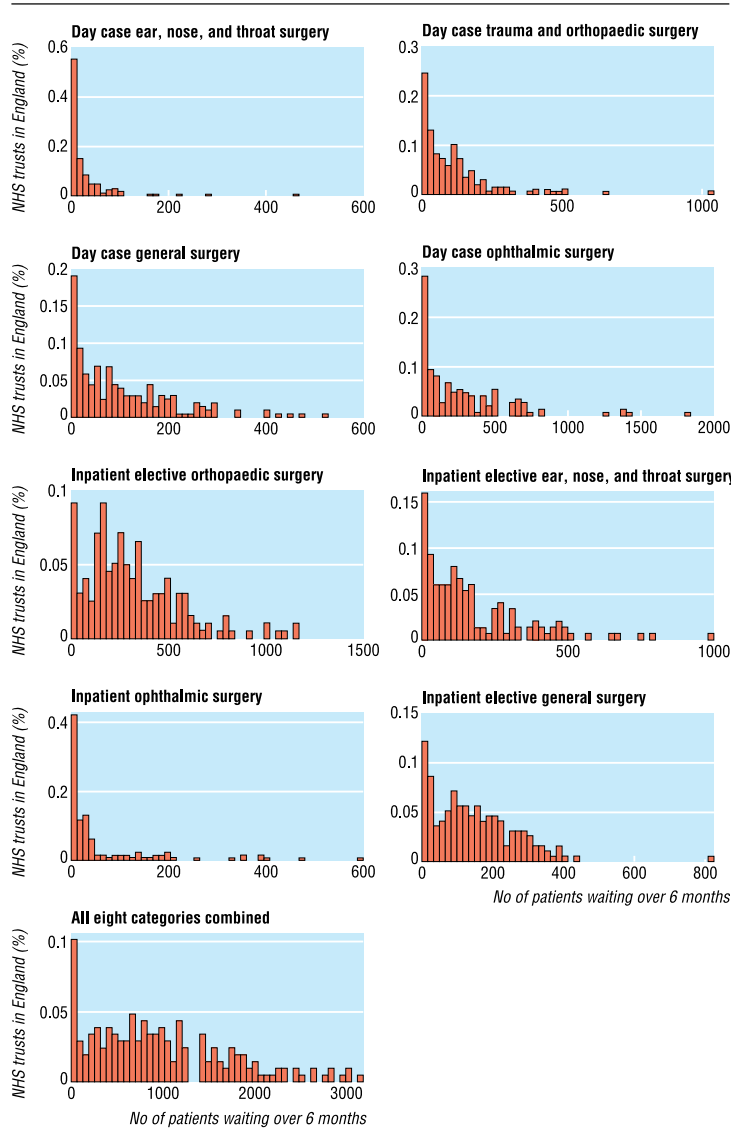 Day case ear, nose, and throat surgery
NHS trusts in England (%)
0.6
0.4
0.2
0
0 200 400 600
Day case trauma and orthopaedic surgery
0.3
0.2
0.1
0
0 500 1000
Day case general surgery
NHS trusts in England (%)
0.2
0.15
0.1
0.05
0
0 200 400 600
Day case ophthalmic surgery
0.3
0.2
0.1
0
0 500 1000 1500 2000
Inpatient elective orthopaedic surgery
NHS trusts in England (%)
0.1
0.05
0
0 500 1000 1500
Inpatient elective ear, nose, and throat surgery
0.15
0.1
0.05
0
0 500 1000
Inpatient ophthalmic surgery
NHS trusts in England (%)
0.4
0.2
0
0 200 400 600
Inpatient elective general surgery
0.15
0.1
0.05
0
0 200 400 600 800
No of patients waiting over 6 months
All eight categories combined
NHS trusts in England (%)
0.1
0.05
0
0 1000 2000 3000
No of patients waiting over 6 months